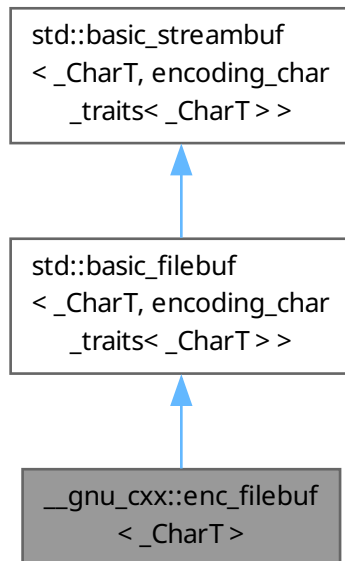 std::basic_streambuf
< _CharT, encoding_char
_traits< _CharT > >
std::basic_filebuf
< _CharT, encoding_char
_traits< _CharT > >
__gnu_cxx::enc_filebuf
< _CharT >